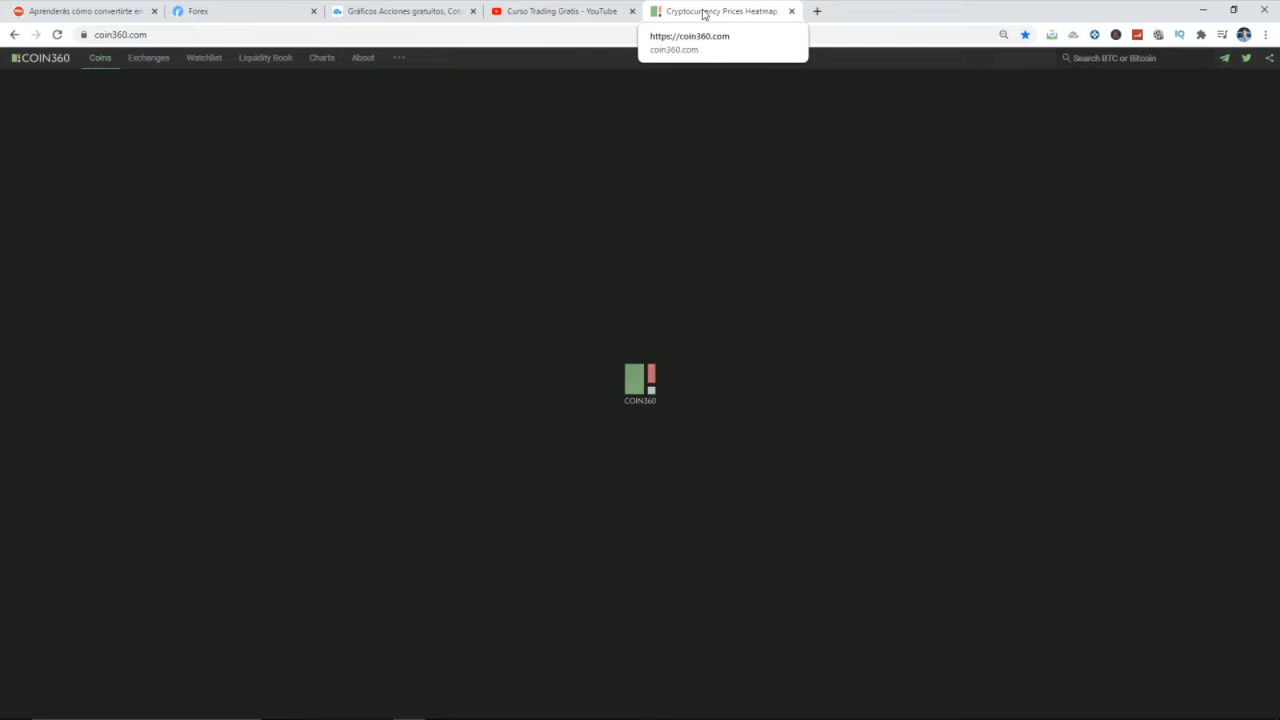 Aprenderás cómo convertirte en
Forex
Gráficos Acciones gratuitos, Cot
Curso Trading Gratis - YouTube
Cryptocurrency Prices Heatmap,
coin360.com
https://coin360.com
coin360.com
COIN360
Coins
Exchanges
Watchlist
Liquidity Book
Charts
About
Search BTC or Bitcoin
COIN360